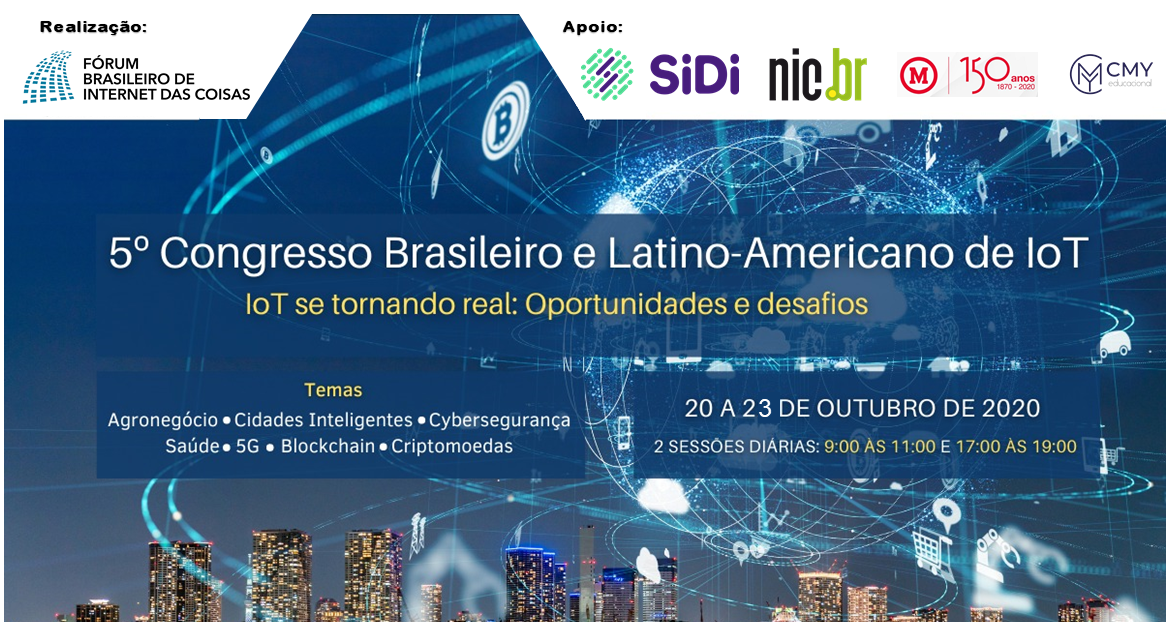 Realização:
FÓRUM
BRASILEIRO DE
INTERNET DAS COISAS
Apoio:
SiDi
nic.br
M
150 anos
1870 - 2020
CMY
educacional
5º Congresso Brasileiro e Latino-Americano de IoT
IoT se tornando real: Oportunidades e desafios
Temas
Agronegócio • Cidades Inteligentes • Cybersegurança
Saúde • 5G • Blockchain • Criptomoedas
20 A 23 DE OUTUBRO DE 2020
2 SESSÕES DIÁRIAS: 9:00 ÀS 11:00 E 17:00 ÀS 19:00